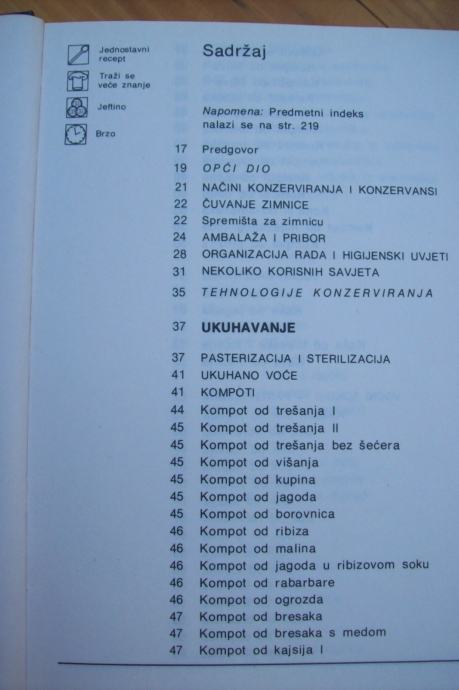 Jednostavni
recept
Traži se
veće znanje
Jeftino
Brzo
Sadržaj
Napomena: Predmetni indeks
nalazi se na str. 219
17 Predgovor
19 OPĆI DIO
21 NAČINI KONZERVIRANJA I KONZERVANSI
22 ČUVANJE ZIMNICE
22 Spremišta za zimnicu
24 AMBALAŽA I PRIBOR
28 ORGANIZACIJA RADA I HIGIJENSKI UVJETI
31 NEKOLIKO KORISNIH SAVJETA
35 TEHNOLOGIJE KONZERVIRANJA
37 UKUHAVANJE
37 PASTERIZACIJA I STERILIZACIJA
41 UKUHANO VOĆE
41 KOMPOTI
44 Kompot od trešanja I
45 Kompot od trešanja II
45 Kompot od trešanja bez šećera
45 Kompot od višanja
45 Kompot od kupina
45 Kompot od jagoda
45 Kompot od borovnica
46 Kompot od ribiza
46 Kompot od malina
46 Kompot od jagoda u ribizovom soku
46 Kompot od rabarbare
46 Kompot od ogrozda
47 Kompot od bresaka
47 Kompot od bresaka s medom
47 Kompot od kajsija I